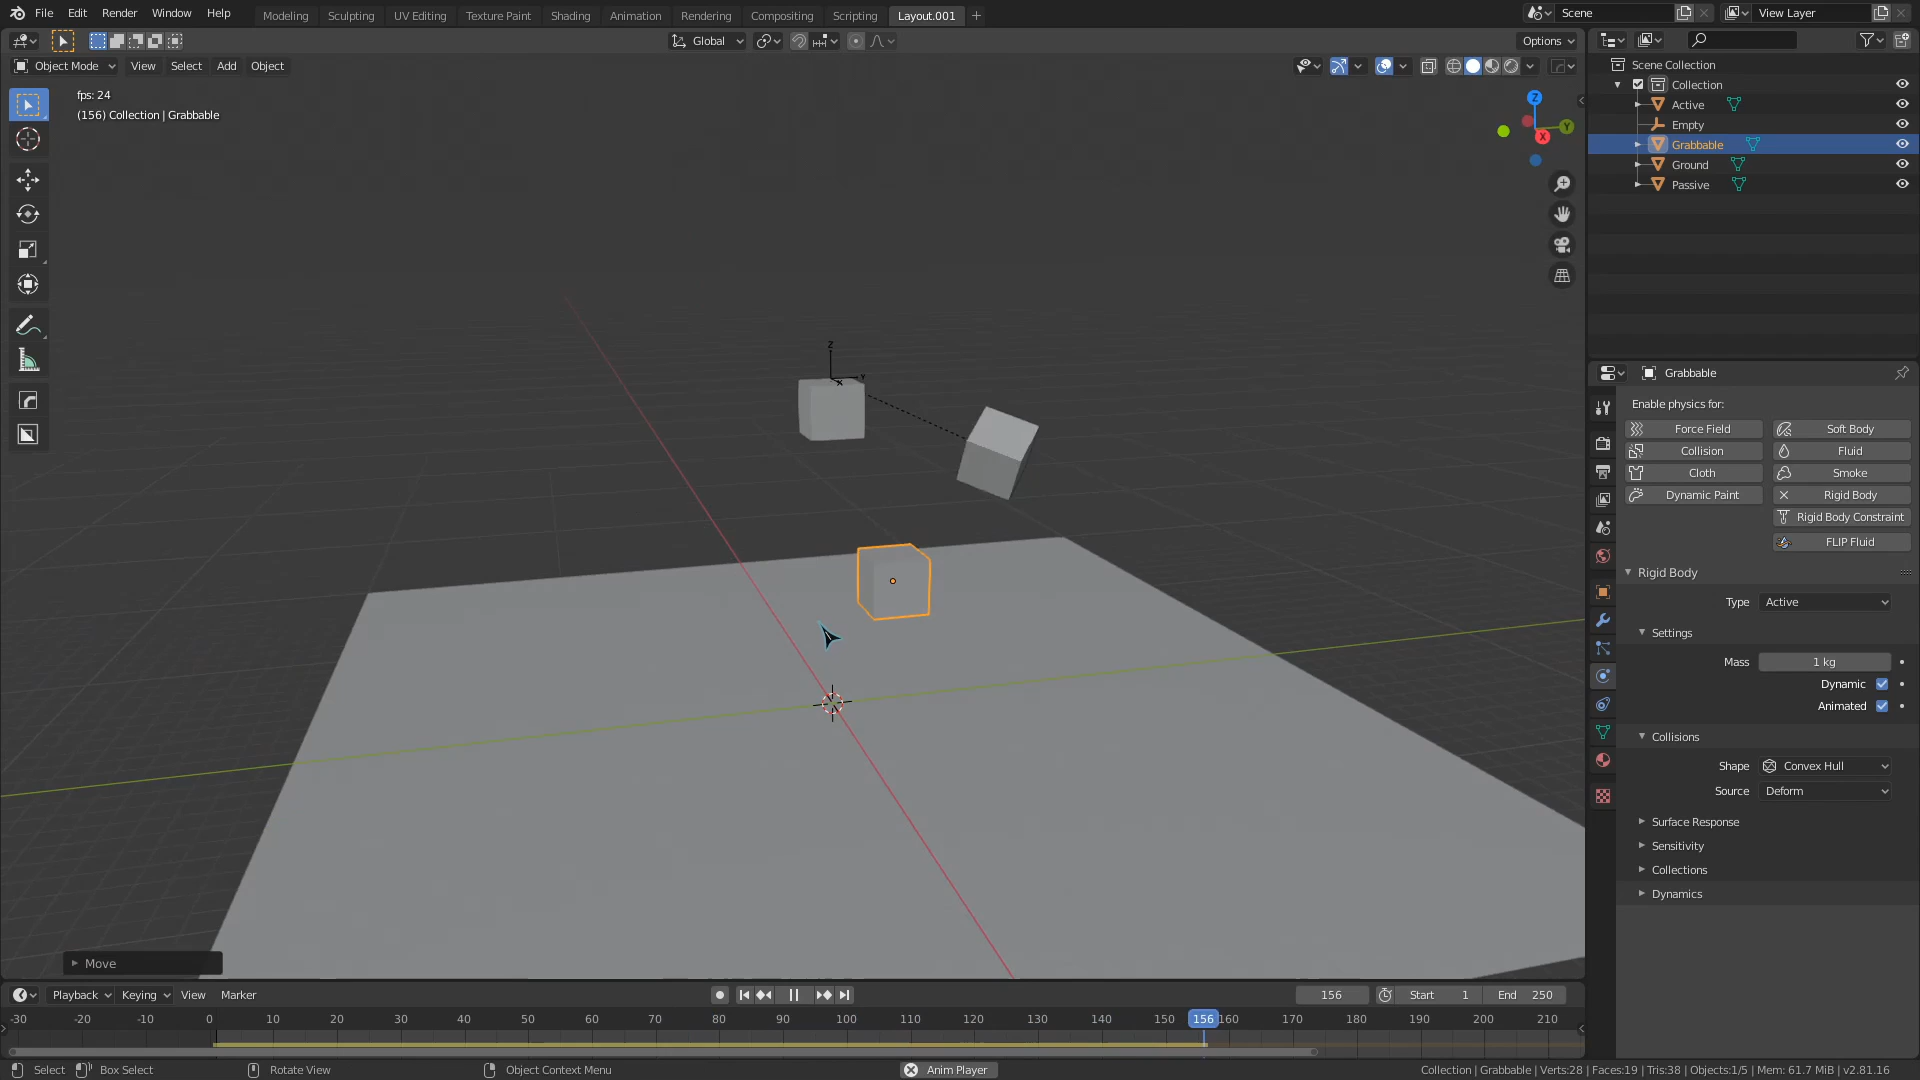 File Edit Render Window Help
Modeling Sculpting UV Editing Texture Paint Shading Animation Rendering Compositing Scripting Layout.001 +
Scene View Layer
Global Options
Object Mode View Select Add Object
fps: 24
(156) Collection | Grabbable
Z
Y
X
Z
Y
X
Move
Scene Collection
Collection
Active
Empty
Grabbable
Ground
Passive
Grabbable
Enable physics for:
Force Field Soft Body
Collision Fluid
Cloth Smoke
Dynamic Paint Rigid Body
Rigid Body Constraint
FLIP Fluid
Rigid Body
Type Active
Settings
Mass 1 kg
Dynamic
Animated
Collisions
Shape Convex Hull
Source Deform
Surface Response
Sensitivity
Collections
Dynamics
Playback Keying View Marker 156 Start 1 End 250
-30 -20 -10 0 10 20 30 40 50 60 70 80 90 100 110 120 130 140 150 156 160 170 180 190 200 210
Select Box Select Rotate View Object Context Menu Anim Player Collection | Grabbable | Verts:28 | Faces:19 | Tris:38 | Objects:1/5 | Mem: 61.7 MiB | v2.81.16